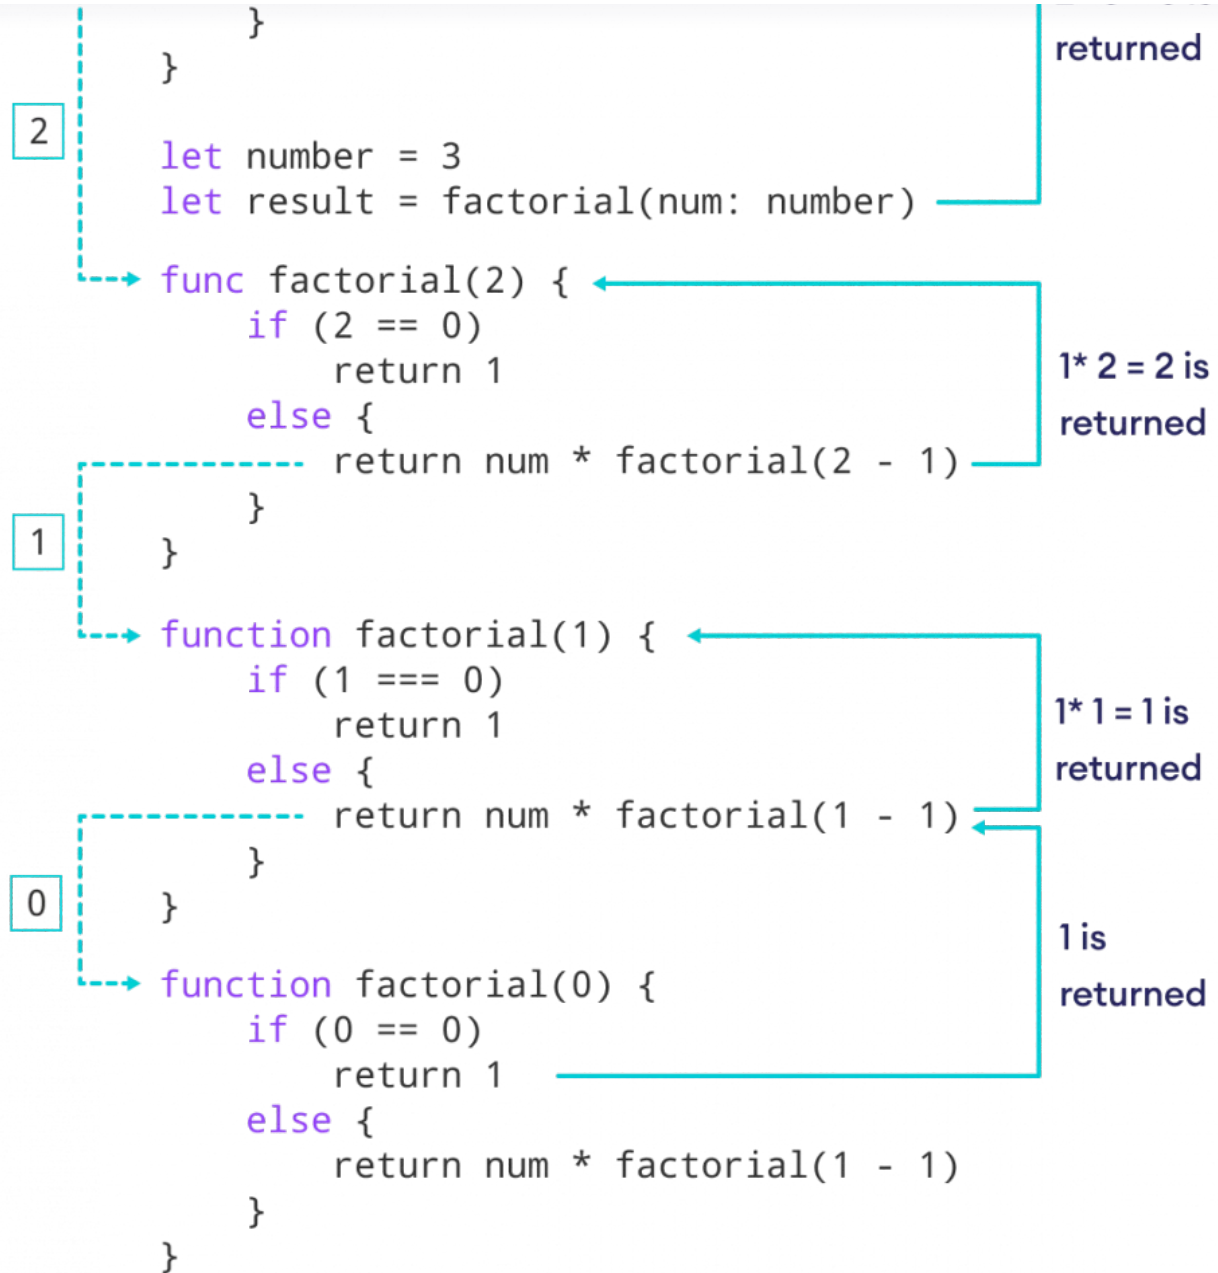 }
returned
}
2
let number = 3
let result = factorial(num: number)
func factorial(2) {
if (2 == 0)
return 1
1* 2 = 2 is
returned
else {
return num * factorial(2 - 1)
}
1
}
function factorial(1) {
if (1 === 0)
return 1
1* 1 = 1 is
returned
else {
return num * factorial(1 - 1)
}
0
}
1 is
returned
function factorial(0) {
if (0 == 0)
return 1
else {
return num * factorial(1 - 1)
}
}